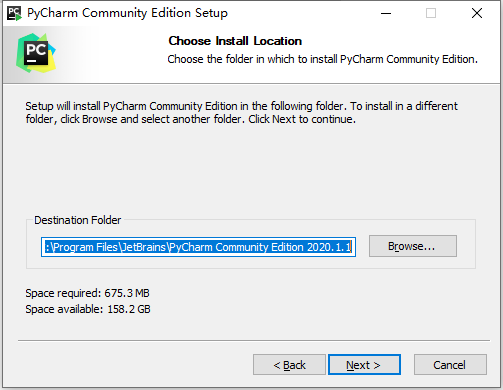 PC
PyCharm Community Edition Setup
PC
Choose Install Location
Choose the folder in which to install PyCharm Community Edition.
Setup will install PyCharm Community Edition in the following folder. To install in a different
folder, click Browse and select another folder. Click Next to continue.
Destination Folder
:\Program Files\JetBrains\PyCharm Community Edition 2020.1.1
Browse...
Space required: 675.3 MB
Space available: 158.2 GB
< Back
Next >
Cancel